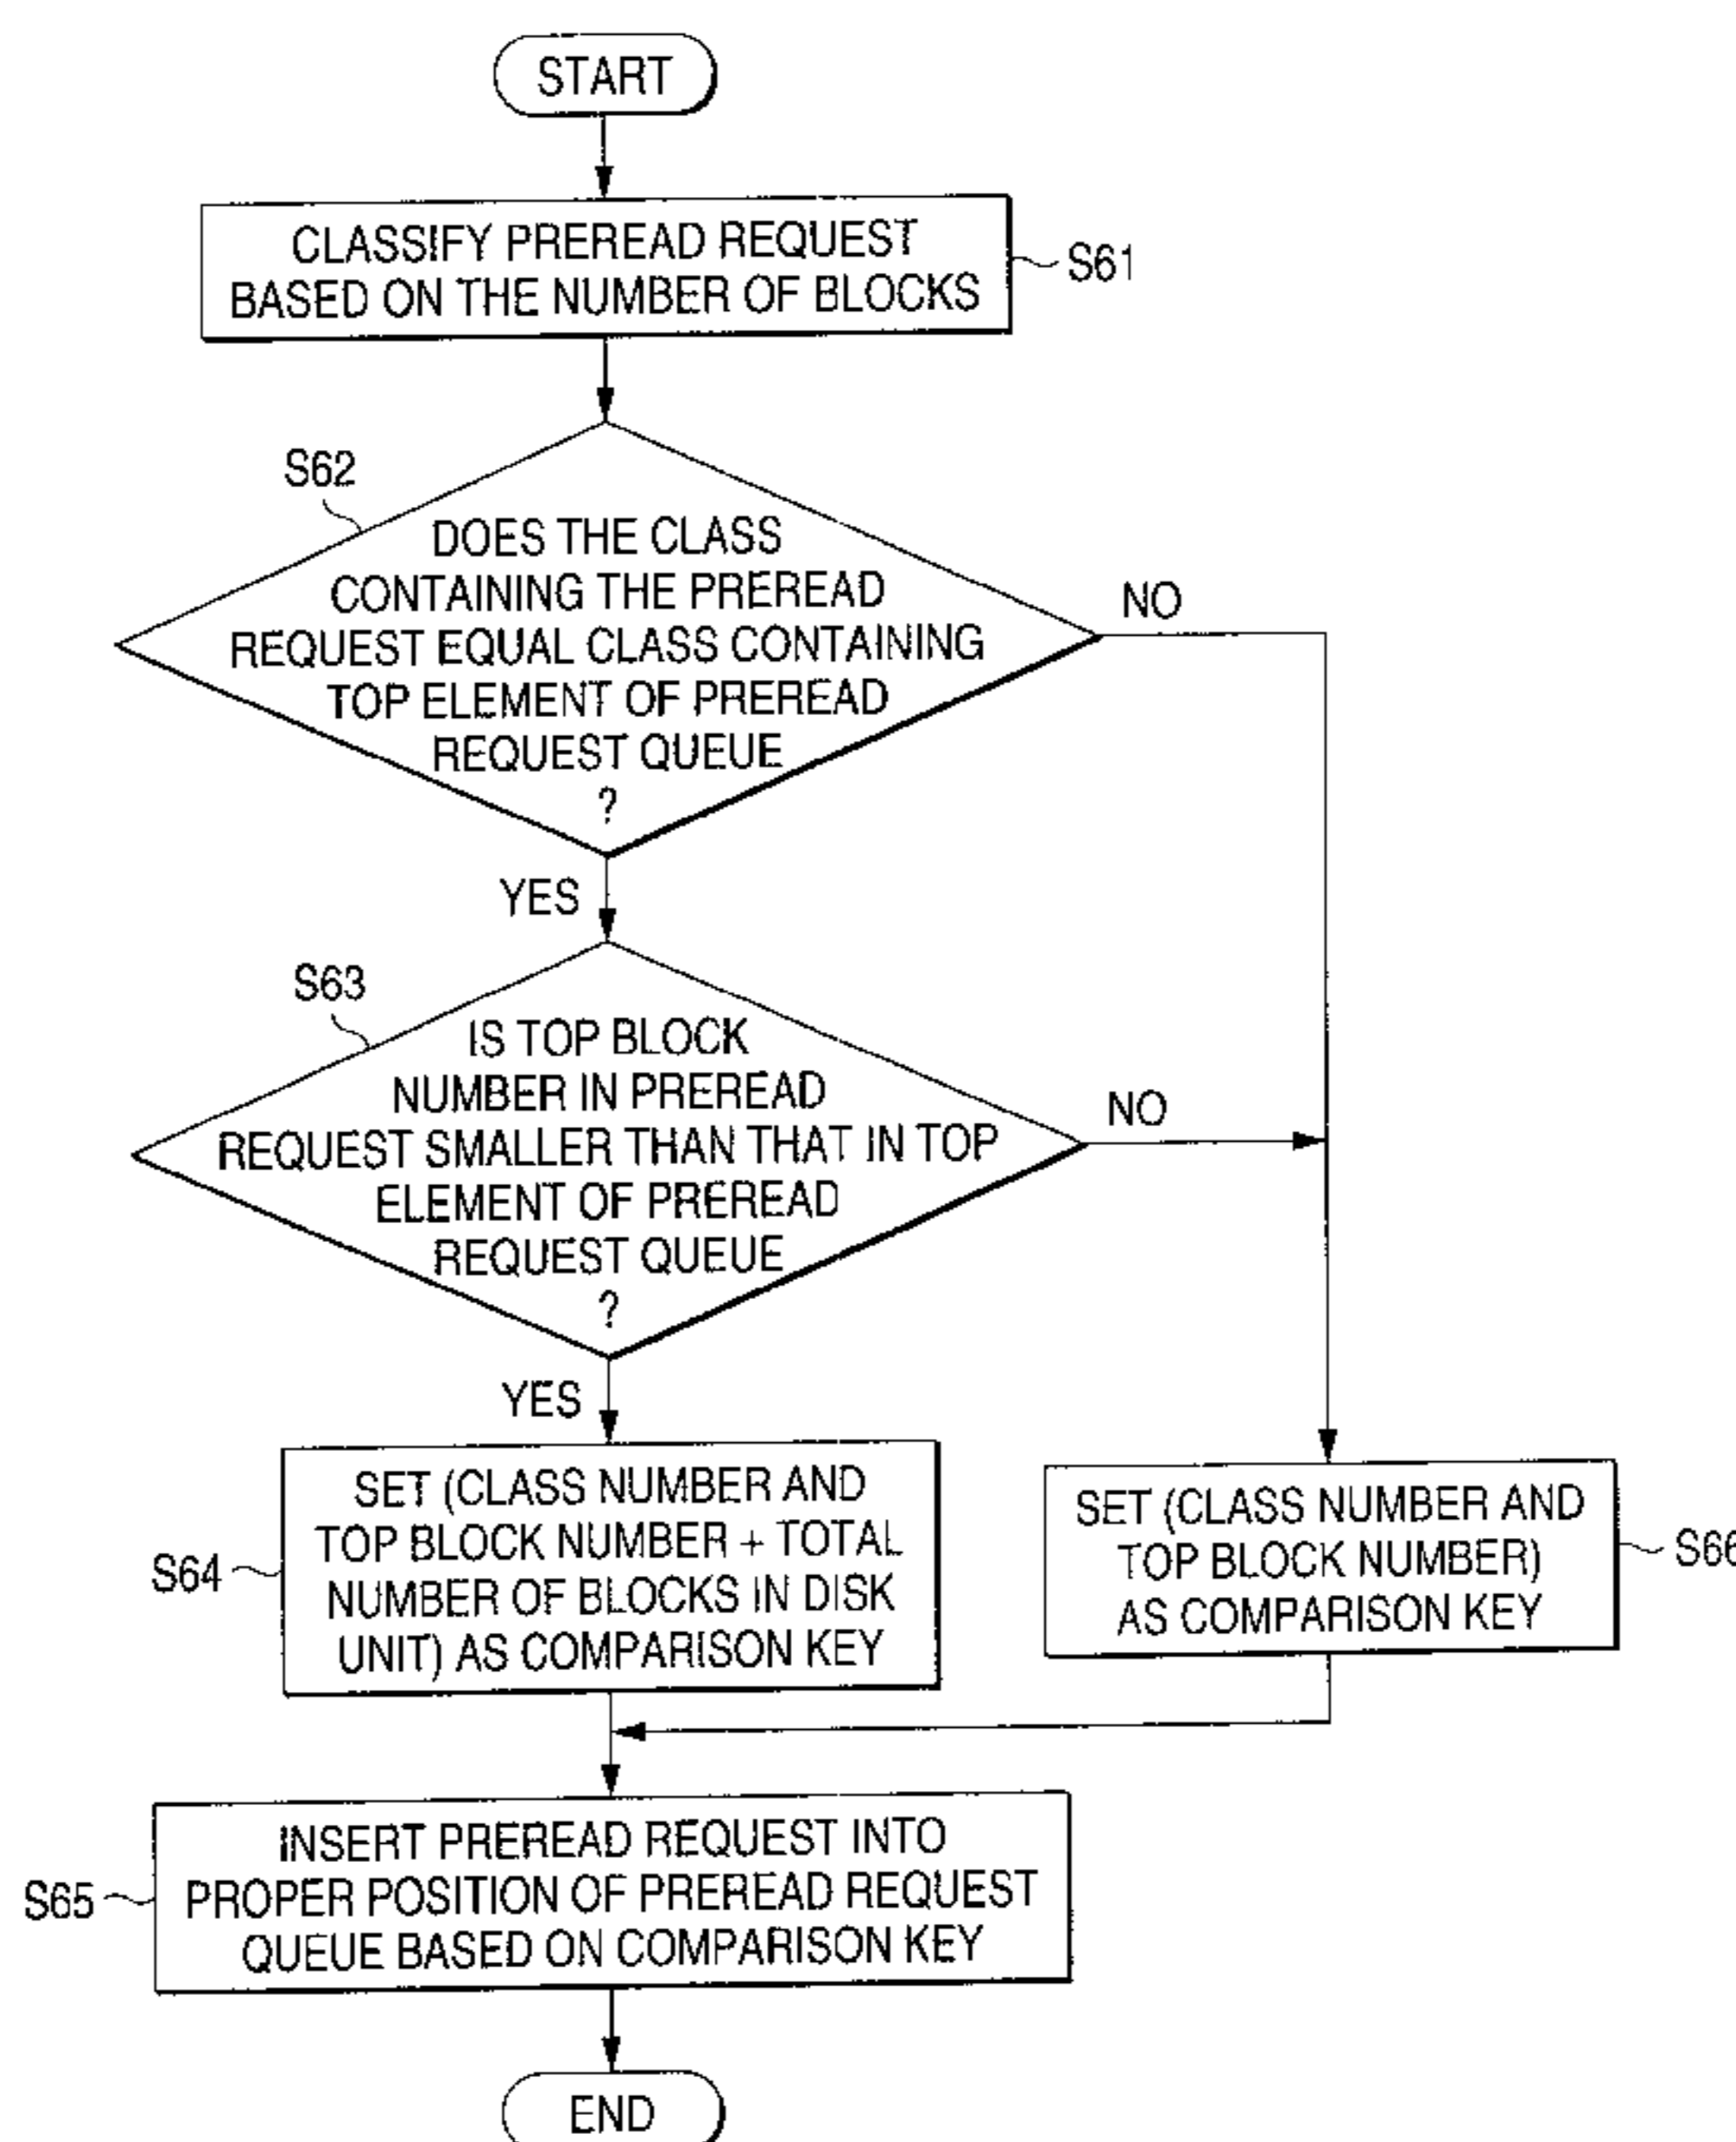 START
CLASSIFY PREREAD REQUEST
BASED ON THE NUMBER OF BLOCKS
S61
S62
DOES THE CLASS
CONTAINING THE PREREAD
REQUEST EQUAL CLASS CONTAINING
TOP ELEMENT OF PREREAD
REQUEST QUEUE
?
NO
YES
S63
IS TOP BLOCK
NUMBER IN PREREAD
REQUEST SMALLER THAN THAT IN TOP
ELEMENT OF PREREAD
REQUEST QUEUE
?
NO
YES
S64
SET (CLASS NUMBER AND
TOP BLOCK NUMBER + TOTAL
NUMBER OF BLOCKS IN DISK
UNIT) AS COMPARISON KEY
SET (CLASS NUMBER AND
TOP BLOCK NUMBER)
AS COMPARISON KEY
S66
S65
INSERT PREREAD REQUEST INTO
PROPER POSITION OF PREREAD REQUEST
QUEUE BASED ON COMPARISON KEY
END